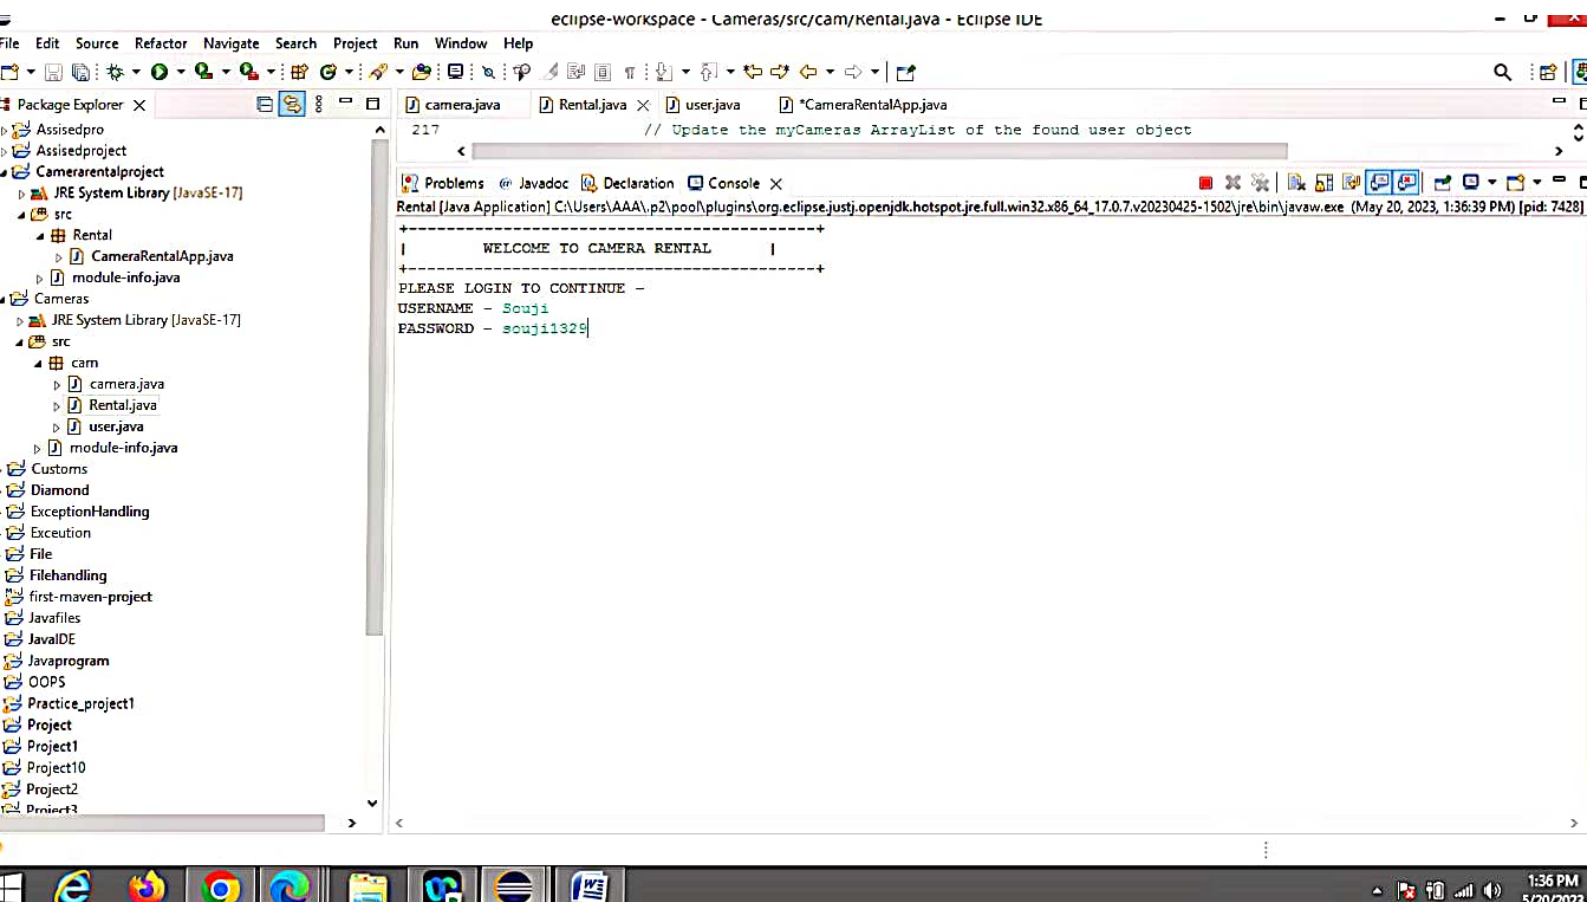 eclipse-workspace - Cameras/src/cam/Rental.java - Eclipse IDE
File Edit Source Refactor Navigate Search Project Run Window Help
Package Explorer
camera.java Rental.java user.java *CameraRentalApp.java
Assisedpro
Assisedproject
Camerarentalproject
JRE System Library [JavaSE-17]
src
Rental
CameraRentalApp.java
module-info.java
Cameras
JRE System Library [JavaSE-17]
src
cam
camera.java
Rental.java
user.java
module-info.java
Customs
Diamond
ExceptionHandling
Exceution
File
Filehandling
first-maven-project
Javafiles
JavaIDE
Javaprogram
OOPS
Practice_project1
Project
Project1
Project10
Project2
Project3
217 // Update the myCameras ArrayList of the found user object
Problems Javadoc Declaration Console
Rental [Java Application] C:\Users\AAA\.p2\pool\plugins\org.eclipse.justj.openjdk.hotspot.jre.full.win32.x86_64_17.0.7.v20230425-1502\jre\bin\javaw.exe (May 20, 2023, 1:36:39 PM) [pid: 7428]
+-------------------------------------------+
| WELCOME TO CAMERA RENTAL |
+-------------------------------------------+
PLEASE LOGIN TO CONTINUE -
USERNAME - Souji
PASSWORD - souji1329
1:36 PM
5/20/2023